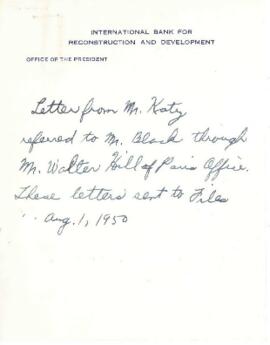 INTERNATIONAL BANK FOR
RECONSTRUCTION AND DEVELOPMENT
OFFICE OF THE PRESIDENT
Letter from Mr. Katy
referred to Mr. Black through
Mr. Walter Hill of Paris Office.
These letters sent to Files
Aug. 1, 1950